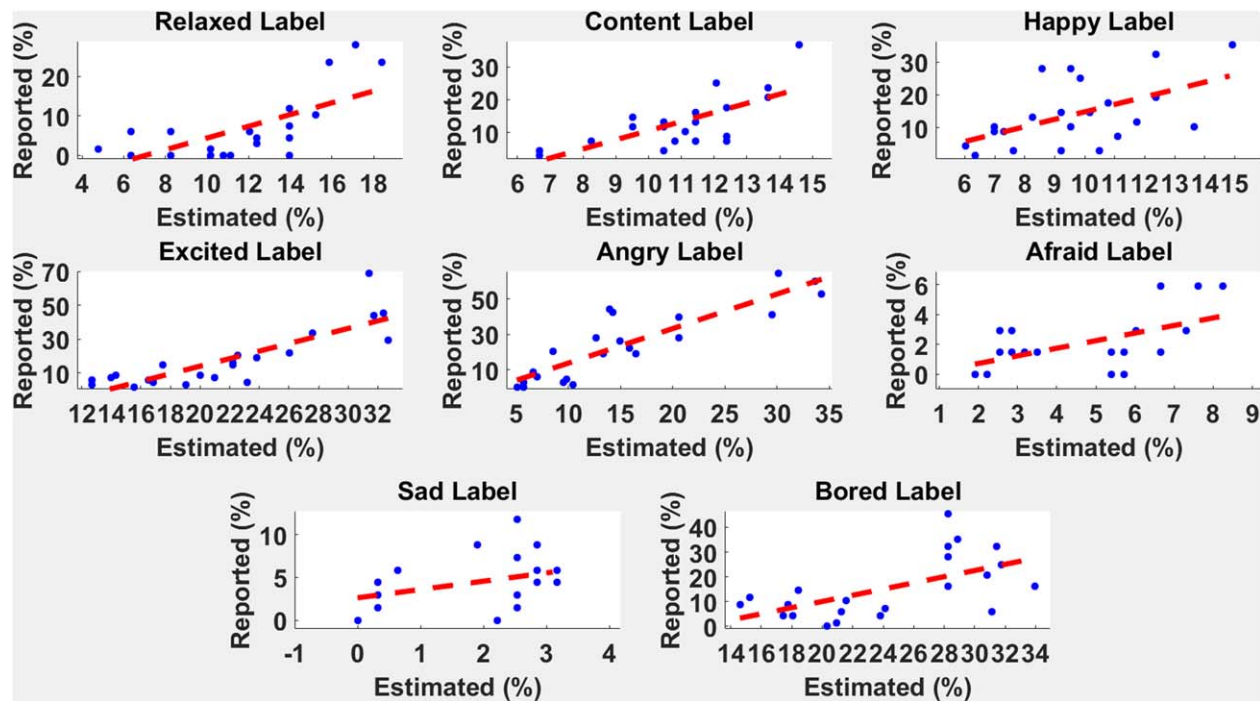 Relaxed Label
Reported (%)
20
10
0
4 6 8 10 12 14 16 18
Estimated (%)
Content Label
Reported (%)
30
20
10
6 7 8 9 10 11 12 13 14 15
Estimated (%)
Happy Label
Reported (%)
30
20
10
6 7 8 9 10 11 12 13 14 15
Estimated (%)
Excited Label
Reported (%)
70
50
30
10
12 14 16 18 20 22 24 26 28 30 32
Estimated (%)
Angry Label
Reported (%)
50
30
10
5 10 15 20 25 30 35
Estimated (%)
Afraid Label
Reported (%)
6
4
2
0
1 2 3 4 5 6 7 8 9
Estimated (%)
Sad Label
Reported (%)
10
5
0
-1 0 1 2 3 4
Estimated (%)
Bored Label
Reported (%)
40
30
20
10
0
14 16 18 20 22 24 26 28 30 32 34
Estimated (%)